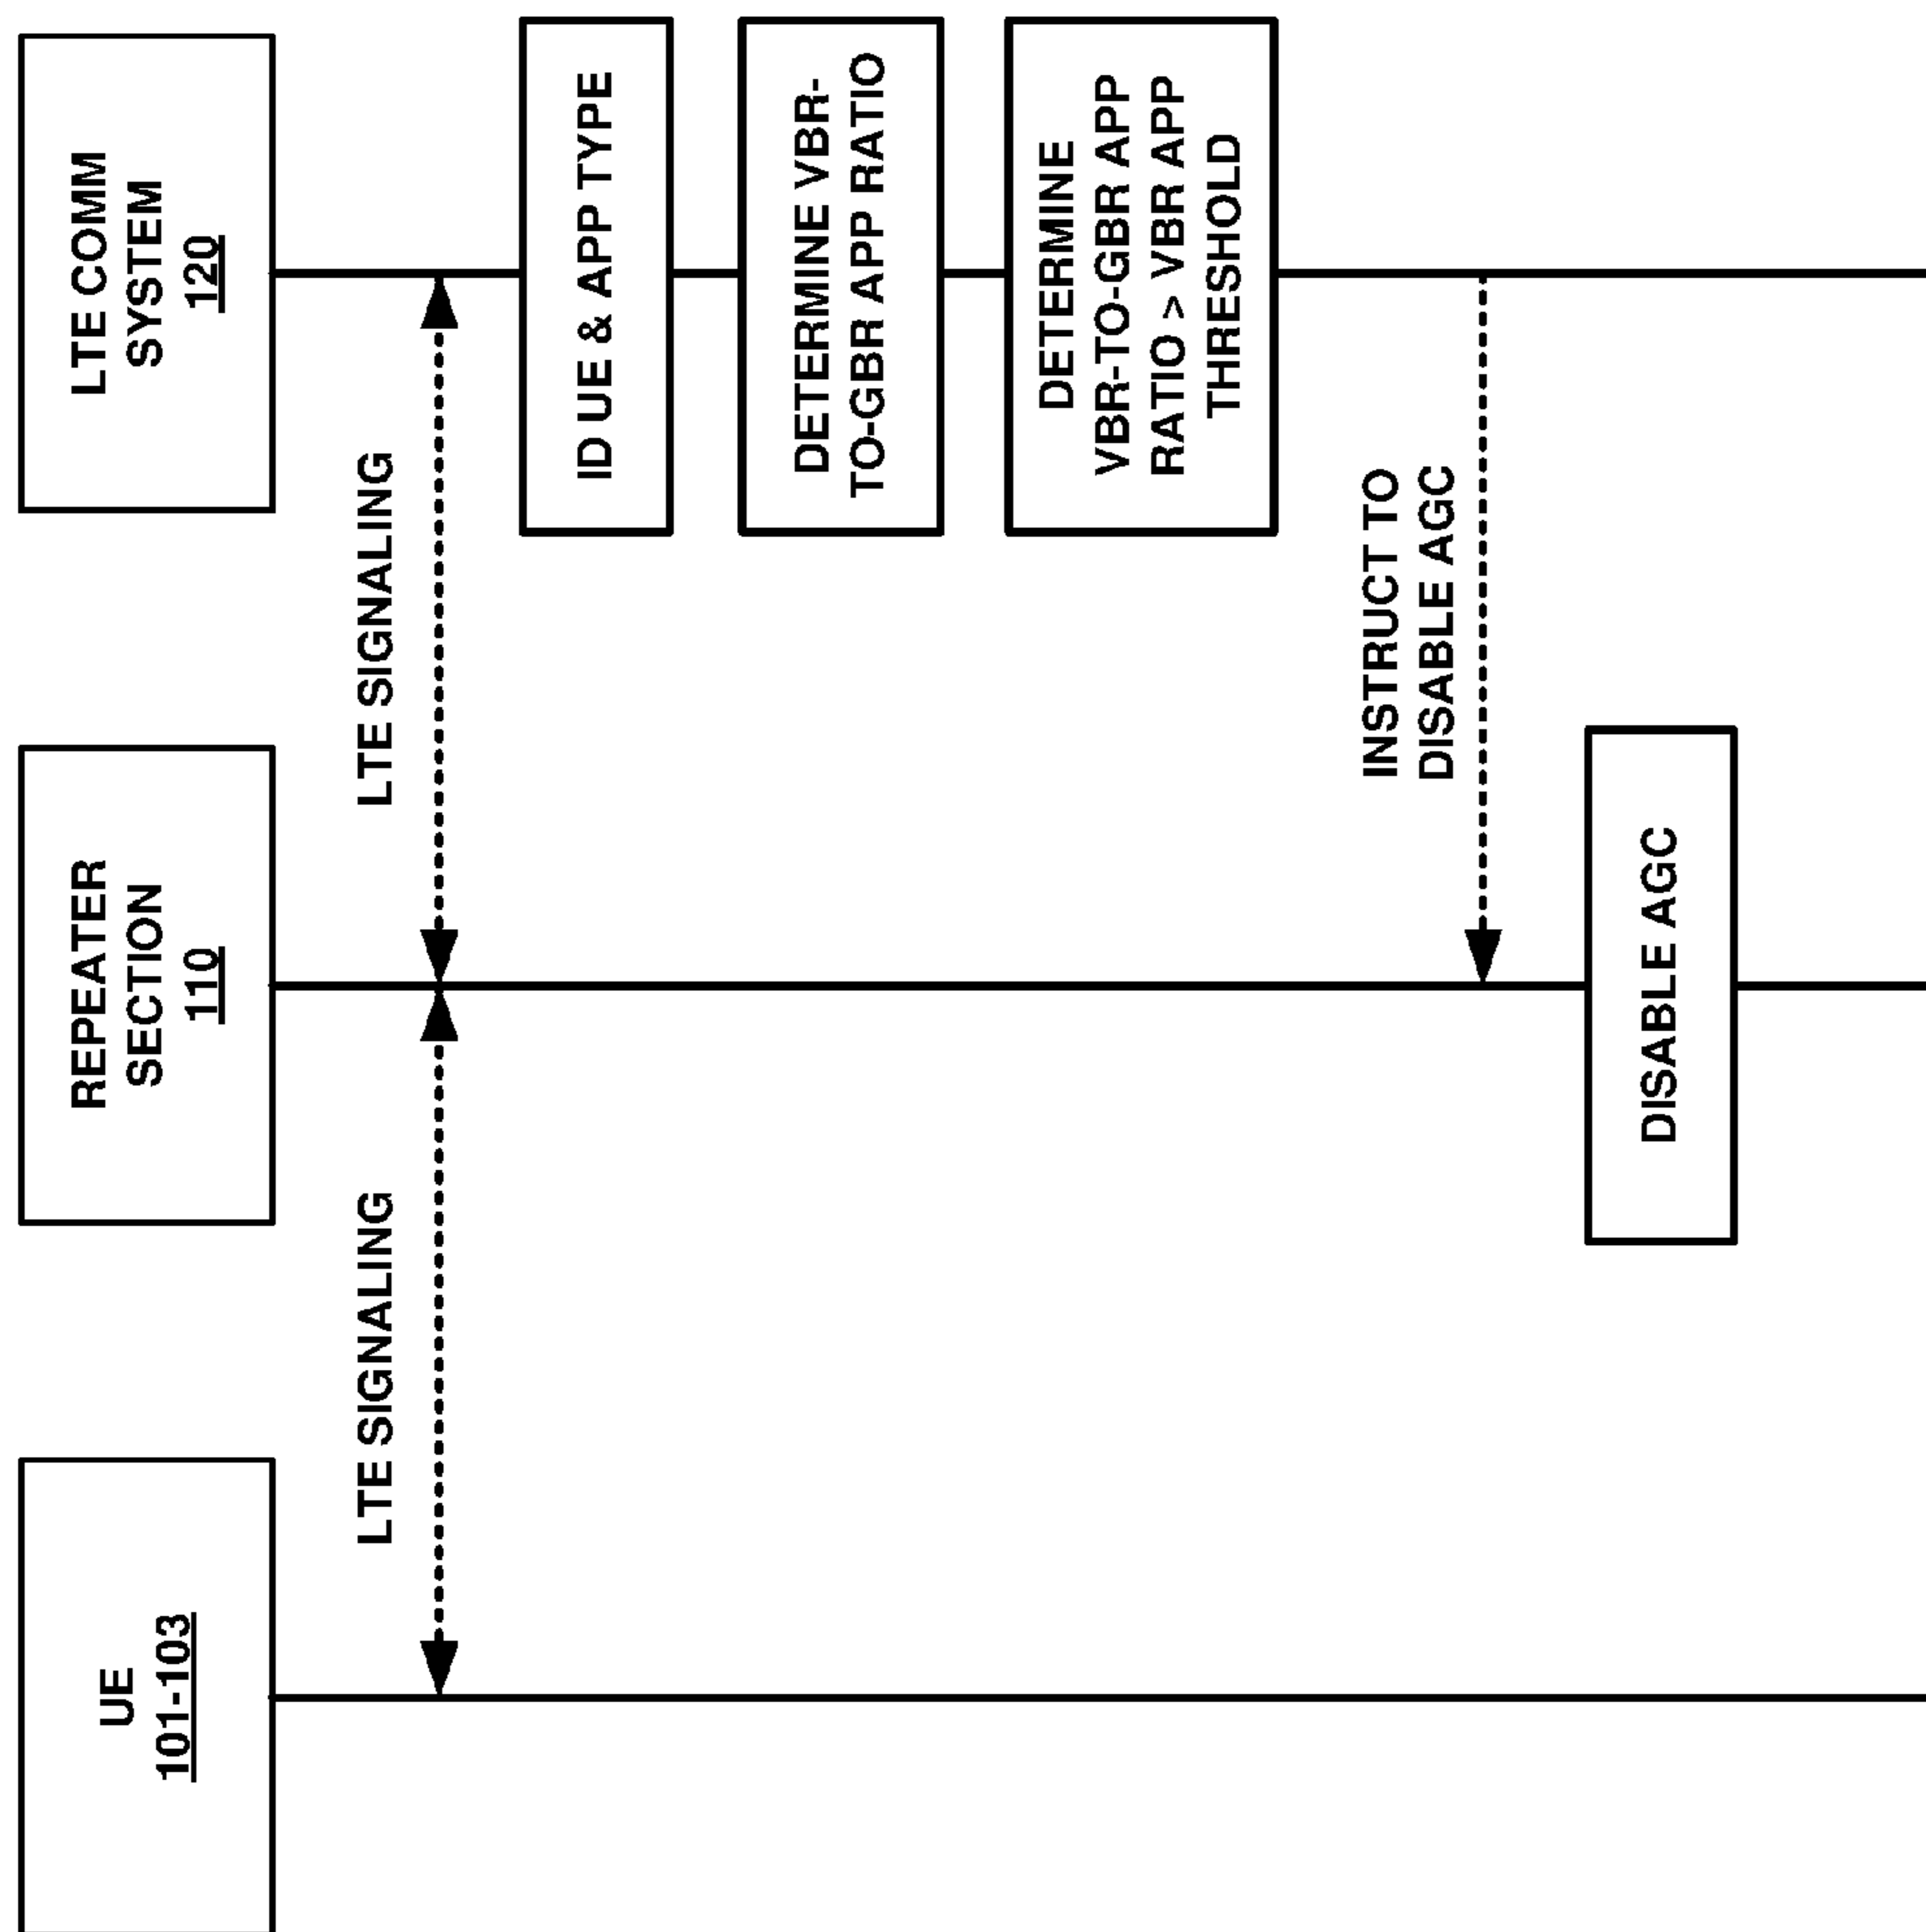 UE
101-103
REPEATER
SECTION
110
LTE COMM
SYSTEM
120
LTE SIGNALING
LTE SIGNALING
ID UE & APP TYPE
DETERMINE VBR-
TO-GBR APP RATIO
DETERMINE
VBR-TO-GBR APP
RATIO > VBR APP
THRESHOLD
INSTRUCT TO
DISABLE AGC
DISABLE AGC